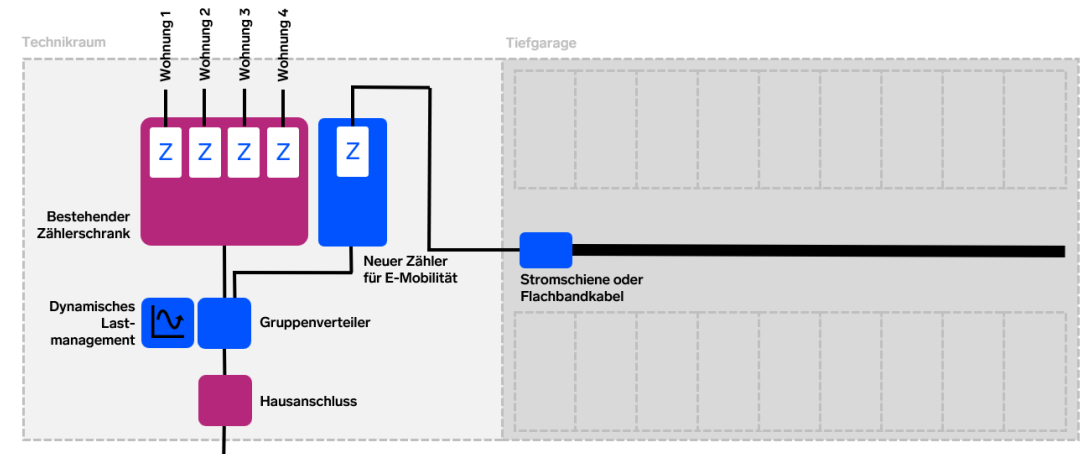 Wohnung 1
Wohnung 2
Wohnung 3
Wohnung 4
Technikraum
Tiefgarage
Z
Z
Z
Z
Z
Bestehender
Zählerschrank
Neuer Zähler
für E-Mobilität
Stromschiene oder
Flachbandkabel
Dynamisches
Last-
management
Gruppenverteiler
Hausanschluss